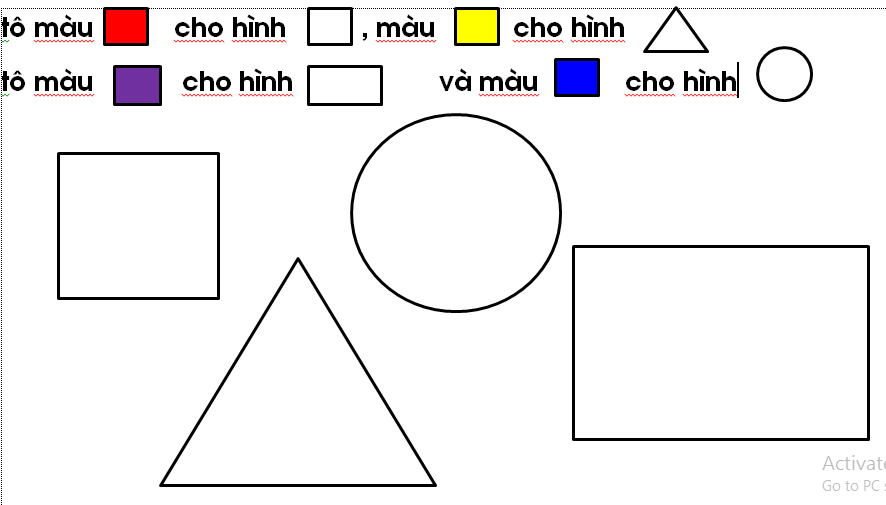 tô màu cho hình , màu cho hình
tô màu cho hình và màu cho hình
Activate
Go to PC s